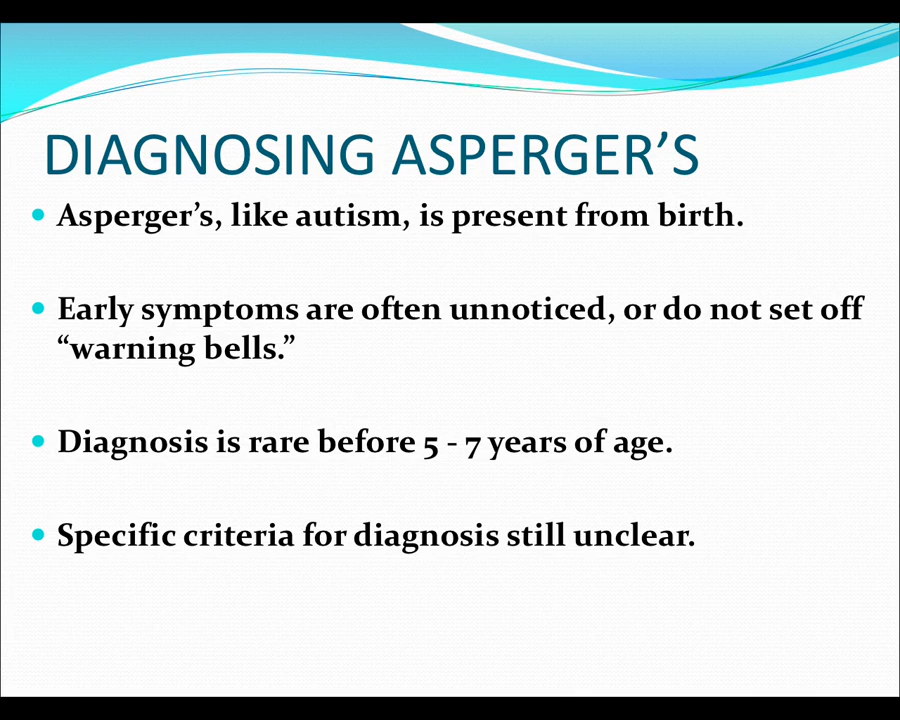 DIAGNOSING ASPERGER’S
• Asperger’s, like autism, is present from birth.
• Early symptoms are often unnoticed, or do not set off
“warning bells.”
• Diagnosis is rare before 5 - 7 years of age.
• Specific criteria for diagnosis still unclear.